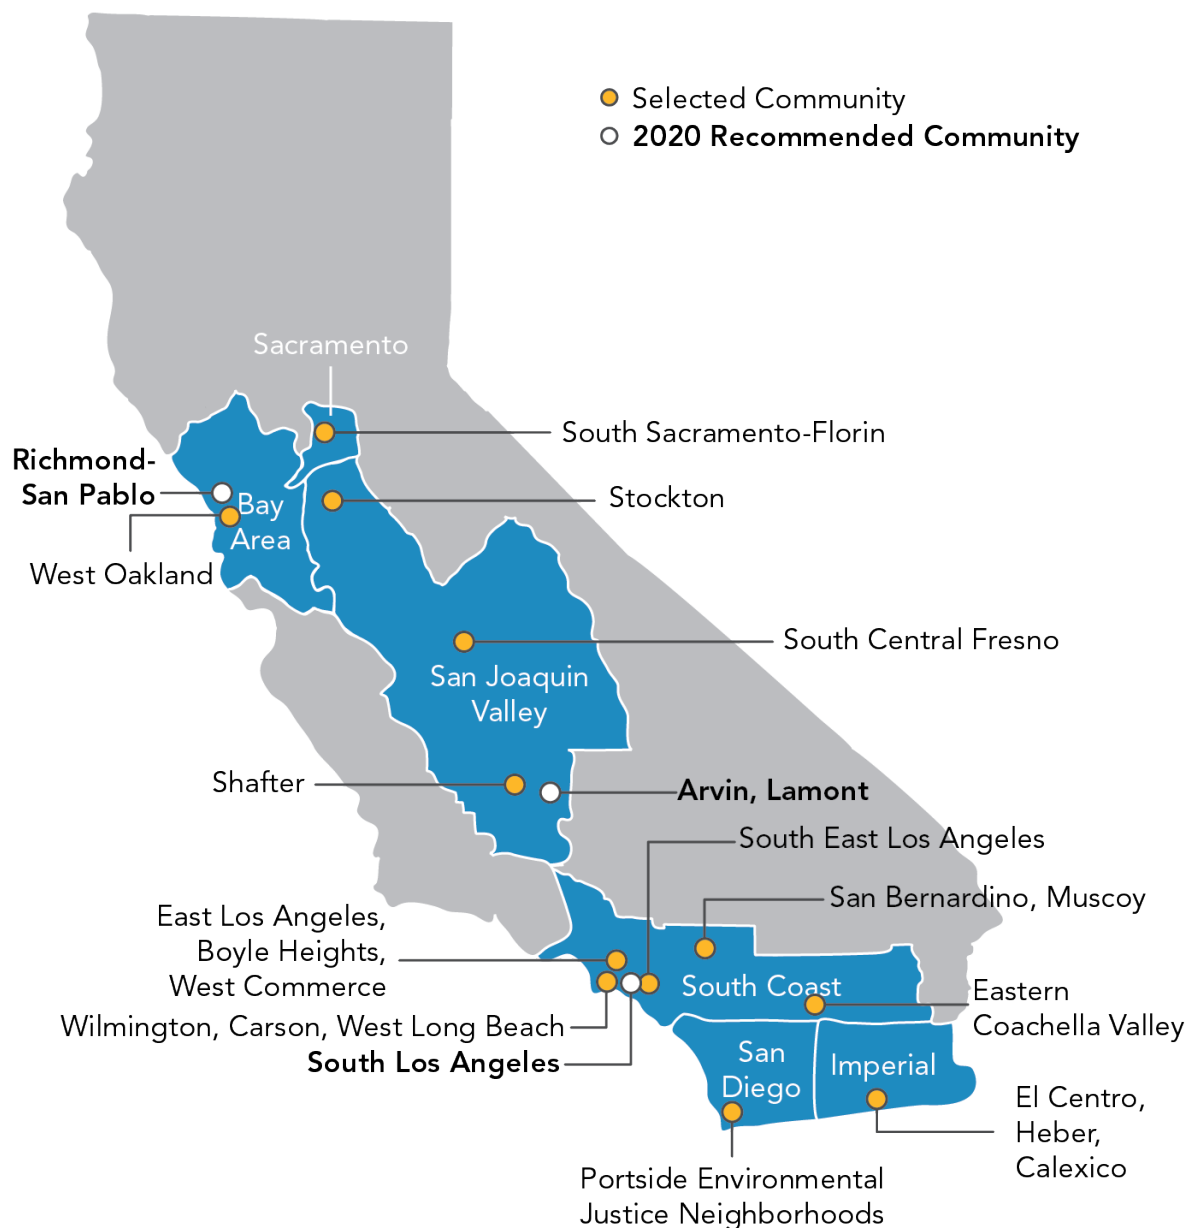 Selected Community
2020 Recommended Community
Sacramento
South Sacramento-Florin
Richmond-
San Pablo
Stockton
Bay
Area
West Oakland
South Central Fresno
San Joaquin
Valley
Shafter
Arvin, Lamont
South East Los Angeles
San Bernardino, Muscoy
East Los Angeles,
Boyle Heights,
West Commerce
South Coast
Eastern
Coachella Valley
Wilmington, Carson, West Long Beach
South Los Angeles
San
Diego
Imperial
El Centro,
Heber,
Calexico
Portside Environmental
Justice Neighborhoods